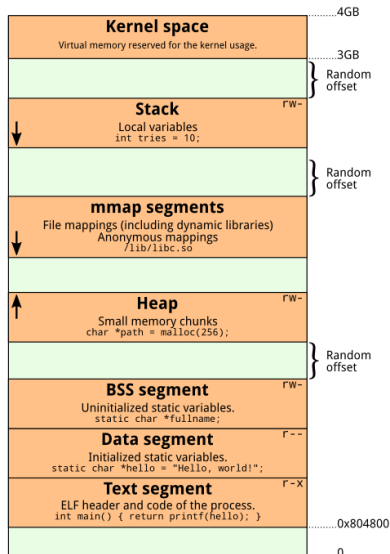 4GB
Kernel space
Virtual memory reserved for the kernel usage.
3GB
Random
offset
rw-
Stack
Local variables
int tries = 10;
Random
offset
mmap segments
File mappings (including dynamic libraries)
Anonymous mappings
/lib/libc.so
rw-
Heap
Small memory chunks
char *path = malloc(256);
Random
offset
rw-
BSS segment
Uninitialized static variables.
static char *fullname;
r--
Data segment
Initialized static variables.
static char *hello = "Hello, world!";
r-x
Text segment
ELF header and code of the process.
int main() { return printf(hello); }
0x804800
0